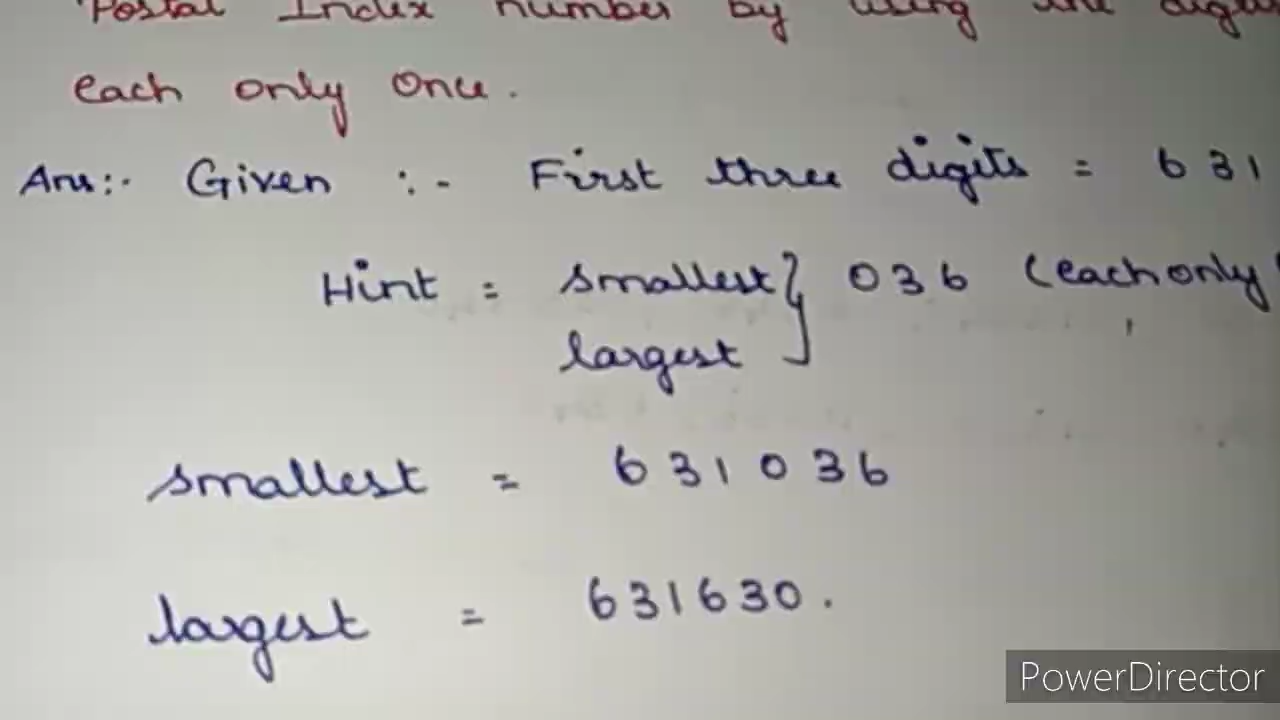 Postal Index number by using the digits
each only once.
Ans:- Given :- First three digits = 631
Hint = smallest } 036 (each only
largest
smallest = 631036
largest = 631630.
PowerDirector